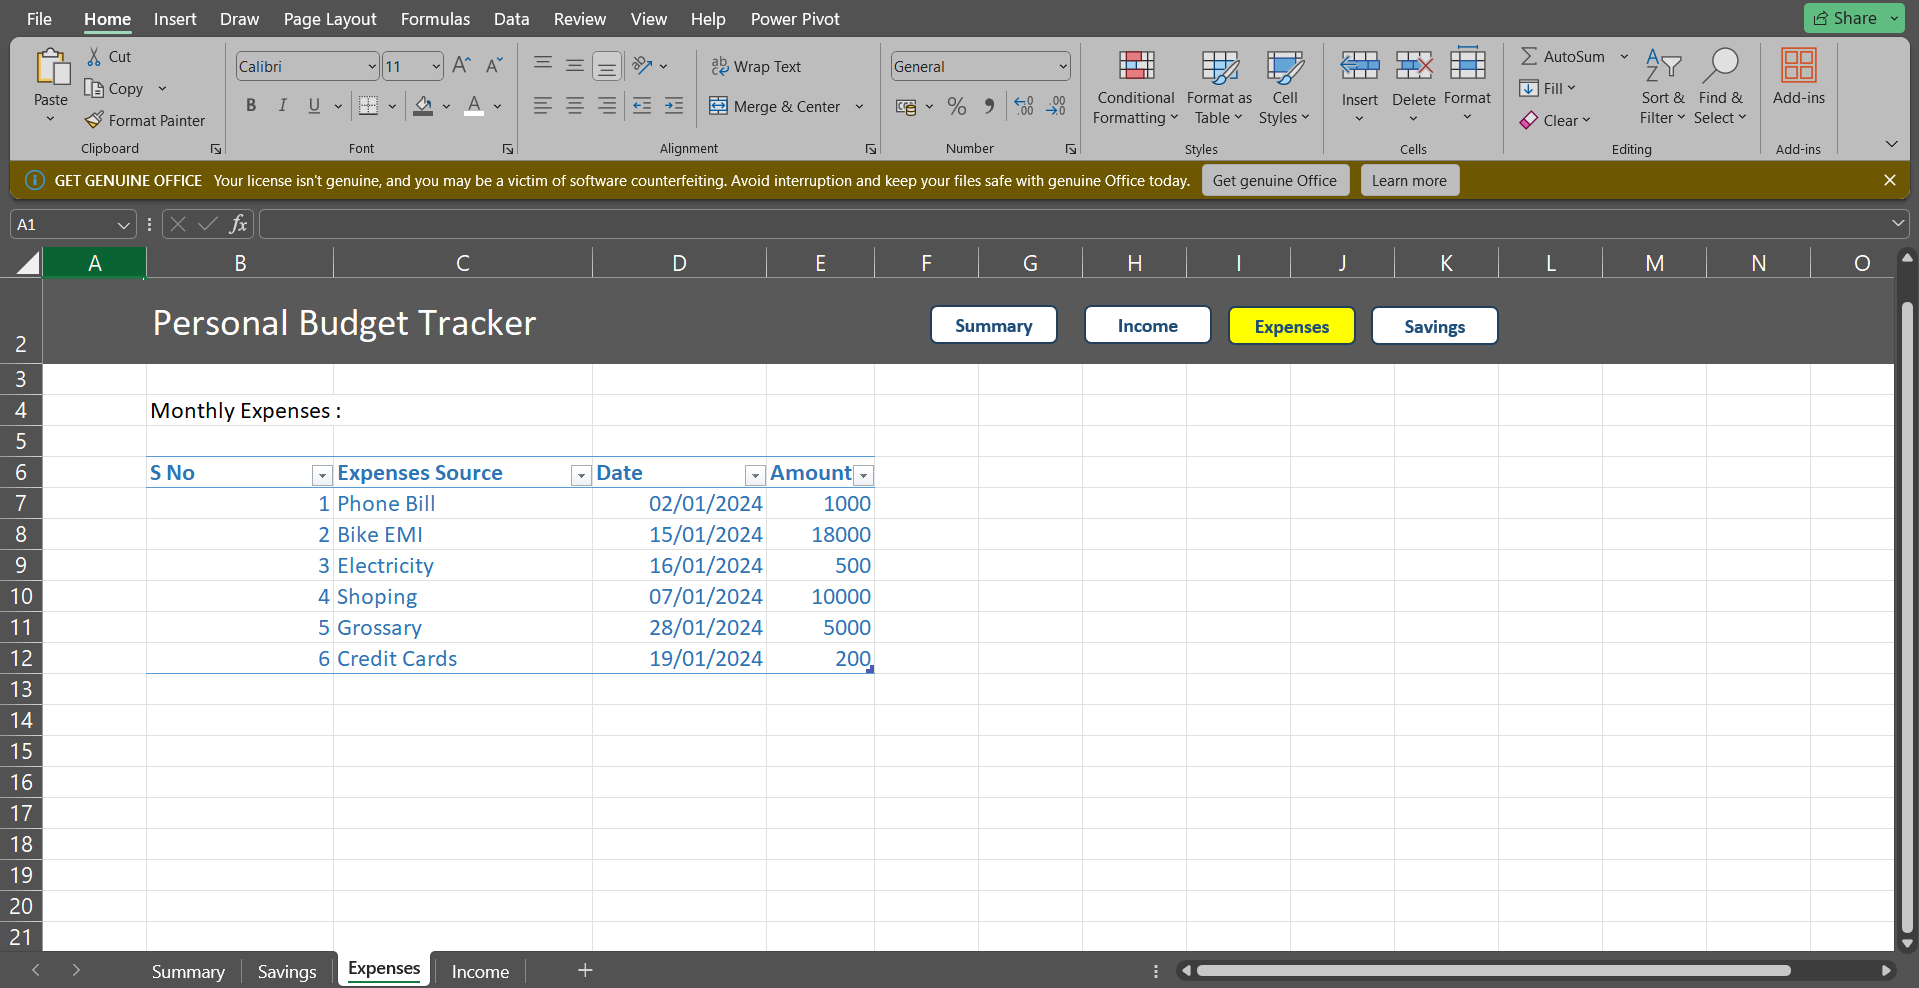 File Home Insert Draw Page Layout Formulas Data Review View Help Power Pivot Share
Paste Cut Copy Format Painter Clipboard
Calibri 11 A A B I U A Font
ab Wrap Text Merge & Center Alignment
General % 9 Number
Conditional Formatting Format as Table Cell Styles Styles
Insert Delete Format Cells
AutoSum Fill Clear Sort & Filter Find & Select Editing
Add-ins Add-ins
GET GENUINE OFFICE Your license isn't genuine, and you may be a victim of software counterfeiting. Avoid interruption and keep your files safe with genuine Office today. Get genuine Office Learn more
A1 fx
A B C D E F G H I J K L M N O
2 Personal Budget Tracker Summary Income Expenses Savings
3
4 Monthly Expenses :
5
6 S No Expenses Source Date Amount
7 1 Phone Bill 02/01/2024 1000
8 2 Bike EMI 15/01/2024 18000
9 3 Electricity 16/01/2024 500
10 4 Shoping 07/01/2024 10000
11 5 Grossary 28/01/2024 5000
12 6 Credit Cards 19/01/2024 200
13
14
15
16
17
18
19
20
21
Summary Savings Expenses Income